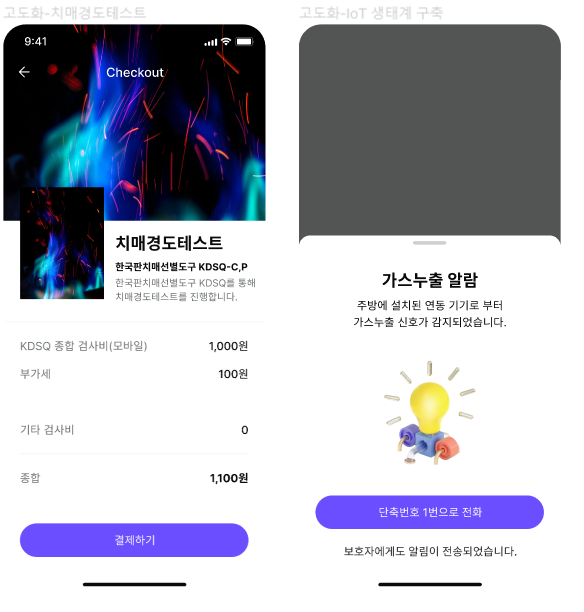 고도화-치매경도테스트
9:41
Checkout
치매경도테스트
한국판치매선별도구 KDSQ-C,P
한국판치매선별도구 KDSQ를 통해
치매경도테스트를 진행합니다.
KDSQ 종합 검사비(모바일)
1,000원
부가세
100원
기타 검사비
0
종합
1,100원
결제하기
고도화-IoT 생태계 구축
가스누출 알람
주방에 설치된 연동 기기로 부터
가스누출 신호가 감지되었습니다.
단축번호 1번으로 전화
보호자에게도 알림이 전송되었습니다.